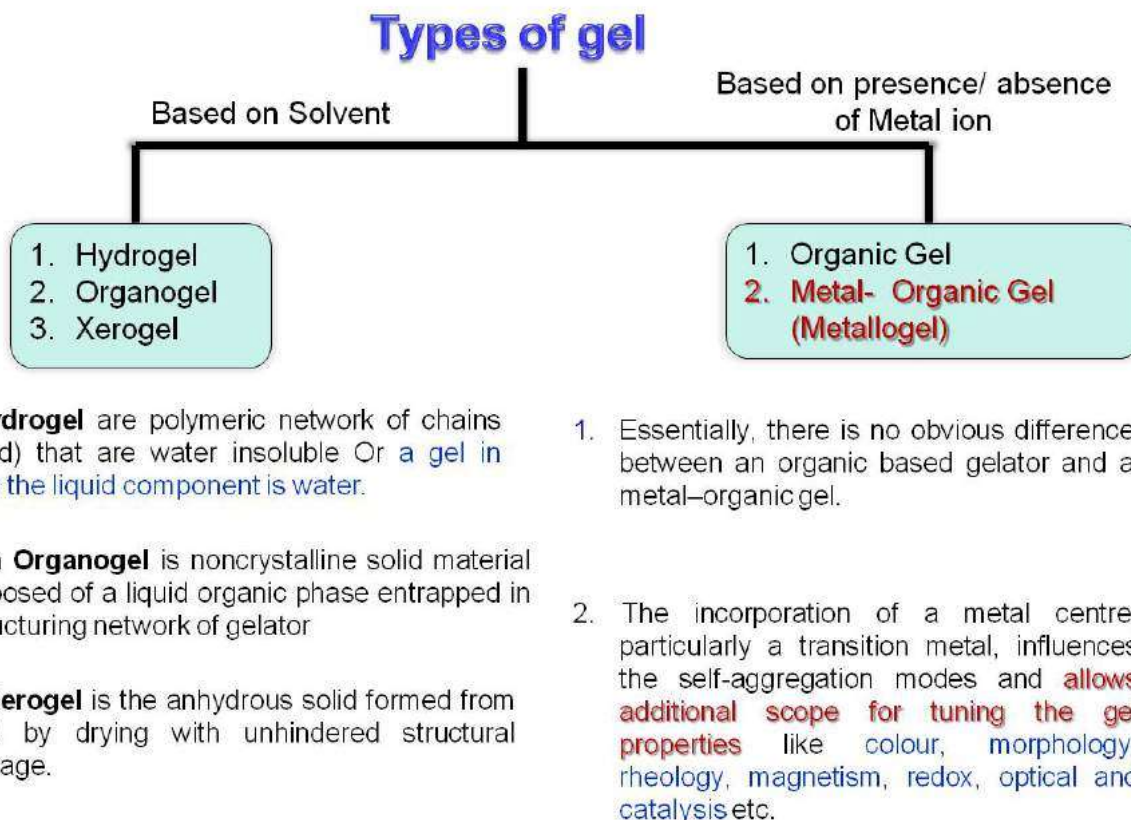 Types of gel
Based on Solvent
Based on presence/ absence
of Metal ion
1. Hydrogel
2. Organogel
3. Xerogel
1. Organic Gel
2. Metal- Organic Gel
(Metallogel)
ydrogel are polymeric network of chains
d) that are water insoluble Or a gel in
the liquid component is water.
Organogel is noncrystalline solid material
posed of a liquid organic phase entrapped in
ucturing network of gelator
erogel is the anhydrous solid formed from
by drying with unhindered structural
age.
1. Essentially, there is no obvious difference
between an organic based gelator and a
metal–organic gel.
2. The incorporation of a metal centre
particularly a transition metal, influences
the self-aggregation modes and allows
additional scope for tuning the ge
properties like colour, morphology
rheology, magnetism, redox, optical and
catalysis etc.